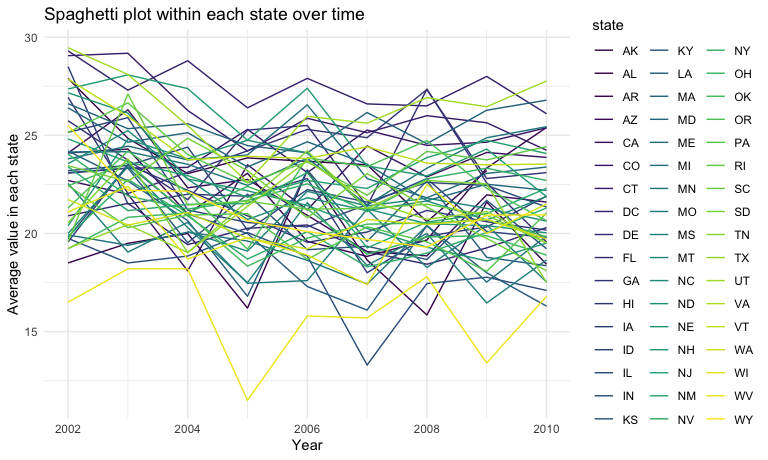 Spaghetti plot within each state over time
30
25
20
15
Average value in each state
2002 2004 2006 2008 2010
Year
state
AK KY NY
AL LA OH
AR MA OK
AZ MD OR
CA ME PA
CO MI RI
CT MN SC
DC MO SD
DE MS TN
FL MT TX
GA NC UT
HI ND VA
IA NE VT
ID NH WA
IL NJ WI
IN NM WV
KS NV WY